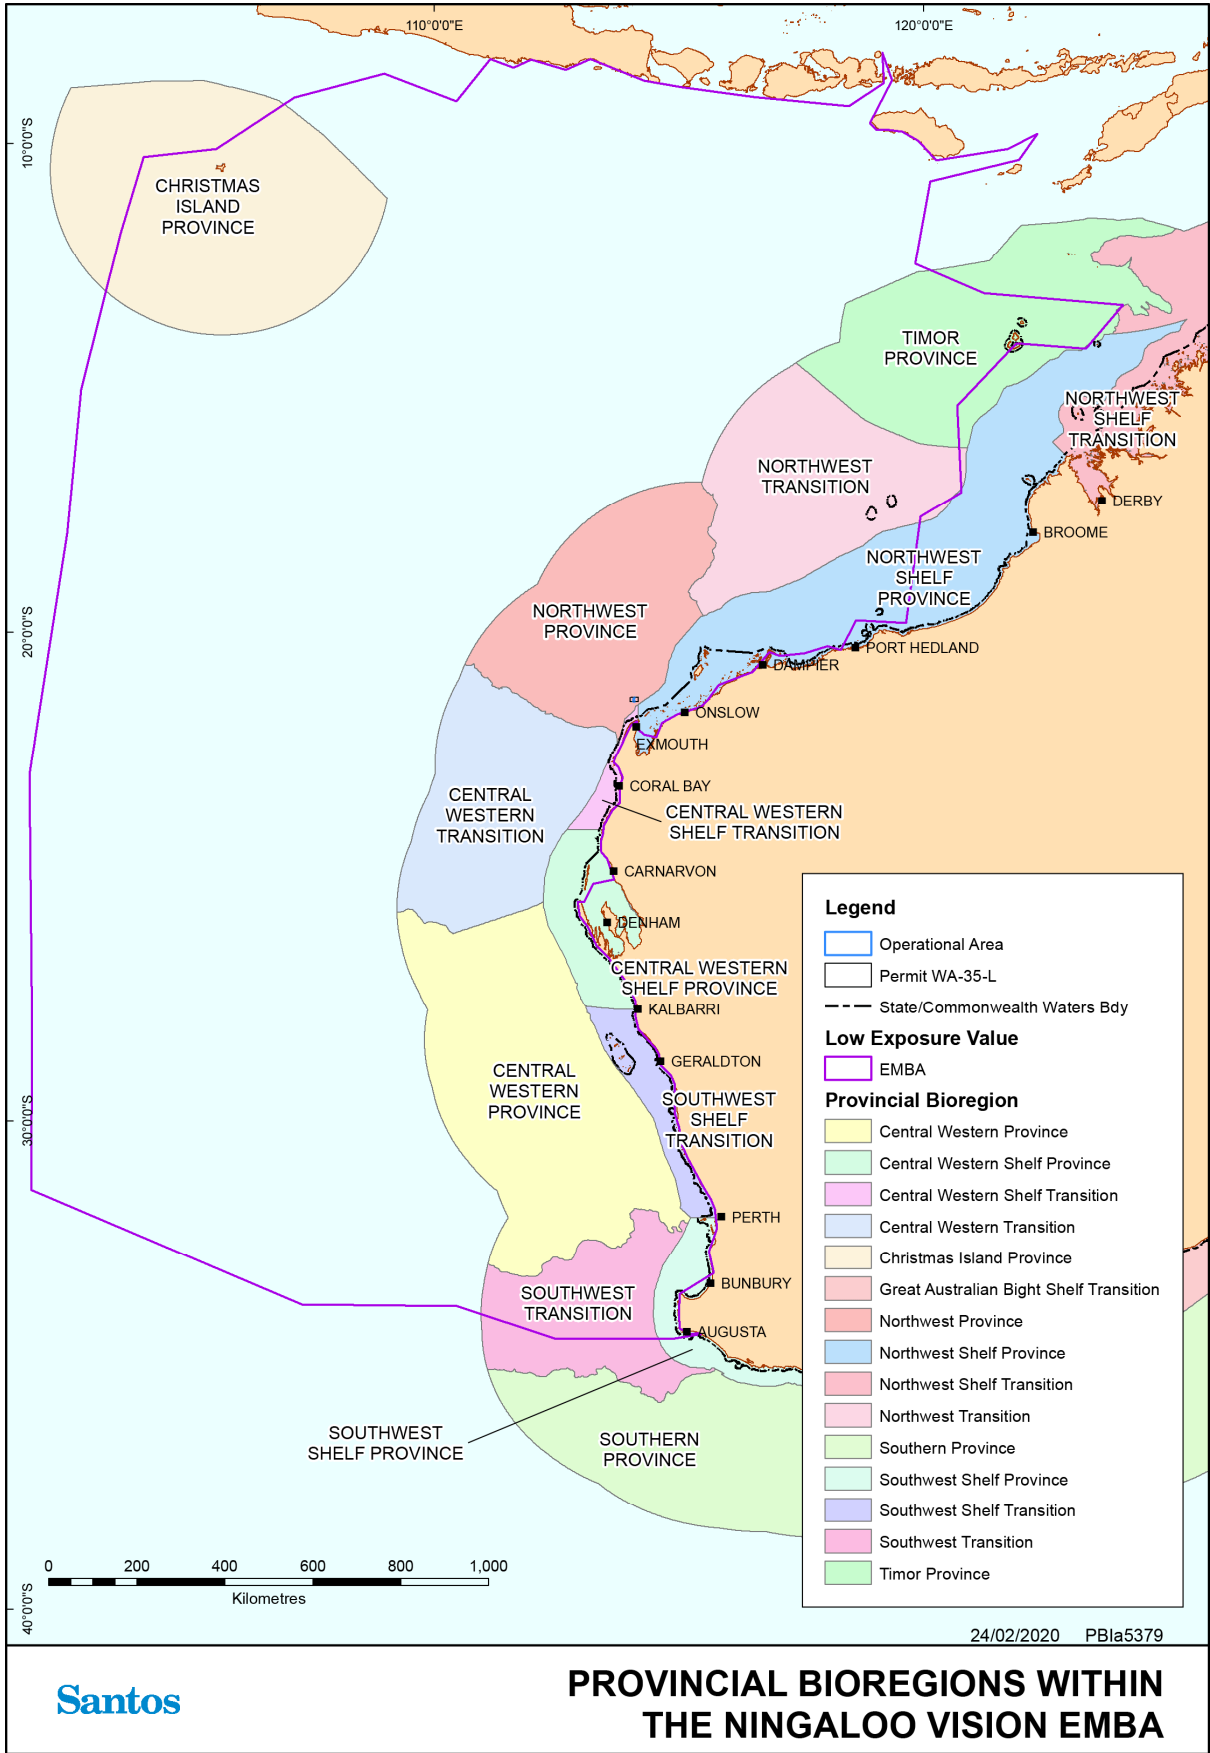 110°0'0"E
120°0'0"E
10°0'0"S
20°0'0"S
30°0'0"S
40°0'0"S
CHRISTMAS
ISLAND
PROVINCE
TIMOR
PROVINCE
NORTHWEST
SHELF
TRANSITION
NORTHWEST
TRANSITION
DERBY
BROOME
NORTHWEST
SHELF
PROVINCE
NORTHWEST
PROVINCE
PORT HEDLAND
DAMPIER
ONSLOW
EXMOUTH
CORAL BAY
CENTRAL
WESTERN
TRANSITION
CENTRAL WESTERN
SHELF TRANSITION
CARNARVON
DENHAM
CENTRAL WESTERN
SHELF PROVINCE
KALBARRI
GERALDTON
CENTRAL
WESTERN
PROVINCE
SOUTHWEST
SHELF
TRANSITION
PERTH
BUNBURY
SOUTHWEST
TRANSITION
AUGUSTA
SOUTHWEST
SHELF PROVINCE
SOUTHERN
PROVINCE
Legend
Operational Area
Permit WA-35-L
State/Commonwealth Waters Bdy
Low Exposure Value
EMBA
Provincial Bioregion
Central Western Province
Central Western Shelf Province
Central Western Shelf Transition
Central Western Transition
Christmas Island Province
Great Australian Bight Shelf Transition
Northwest Province
Northwest Shelf Province
Northwest Shelf Transition
Northwest Transition
Southern Province
Southwest Shelf Province
Southwest Shelf Transition
Southwest Transition
Timor Province
0 200 400 600 800 1,000
Kilometres
24/02/2020 PBIa5379
Santos
PROVINCIAL BIOREGIONS WITHIN
THE NINGALOO VISION EMBA